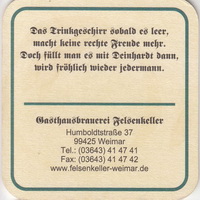 Das Trinkgeschirr sobald es leer,
macht keine rechte Freude mehr.
Doch füllt man es mit Deinhardt dann,
wird fröhlich wieder jedermann.
Gasthausbrauerei Felsenkeller
Humboldtstraße 37
99425 Weimar
Tel.: (03643) 41 47 41
Fax: (03643) 41 47 42
www.felsenkeller-weimar.de